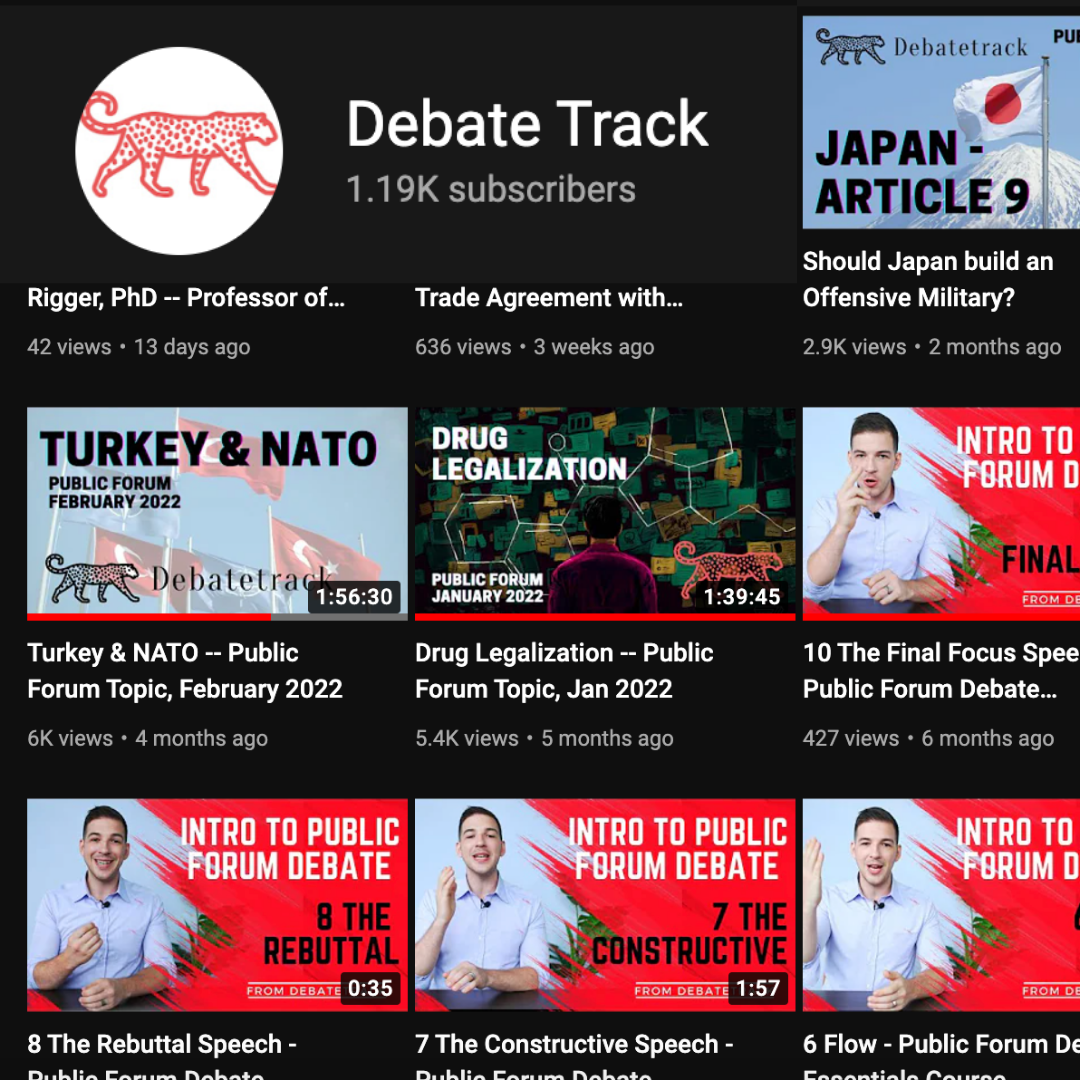 Debate Track
1.19K subscribers
Debatetrack
JAPAN -
ARTICLE 9
Rigger, PhD -- Professor of...
42 views • 13 days ago
Trade Agreement with...
636 views • 3 weeks ago
Should Japan build an
Offensive Military?
2.9K views • 2 months ago
TURKEY & NATO
PUBLIC FORUM
FEBRUARY 2022
Debatetrack
1:56:30
DRUG
LEGALIZATION
PUBLIC FORUM
JANUARY 2022
1:39:45
INTRO TO
FORUM D
FINAL
FROM DE
Turkey & NATO -- Public
Forum Topic, February 2022
6K views • 4 months ago
Drug Legalization -- Public
Forum Topic, Jan 2022
5.4K views • 5 months ago
10 The Final Focus Spee
Public Forum Debate...
427 views • 6 months ago
INTRO TO PUBLIC
FORUM DEBATE
8 THE
REBUTTAL
FROM DEBATE
0:35
INTRO TO PUBLIC
FORUM DEBATE
7 THE
CONSTRUCTIVE
FROM DEBATE
1:57
INTRO TO
FORUM D
FROM DE
8 The Rebuttal Speech -
Public Forum Debate
7 The Constructive Speech -
Public Forum Debate
6 Flow - Public Forum De
Essentials Course